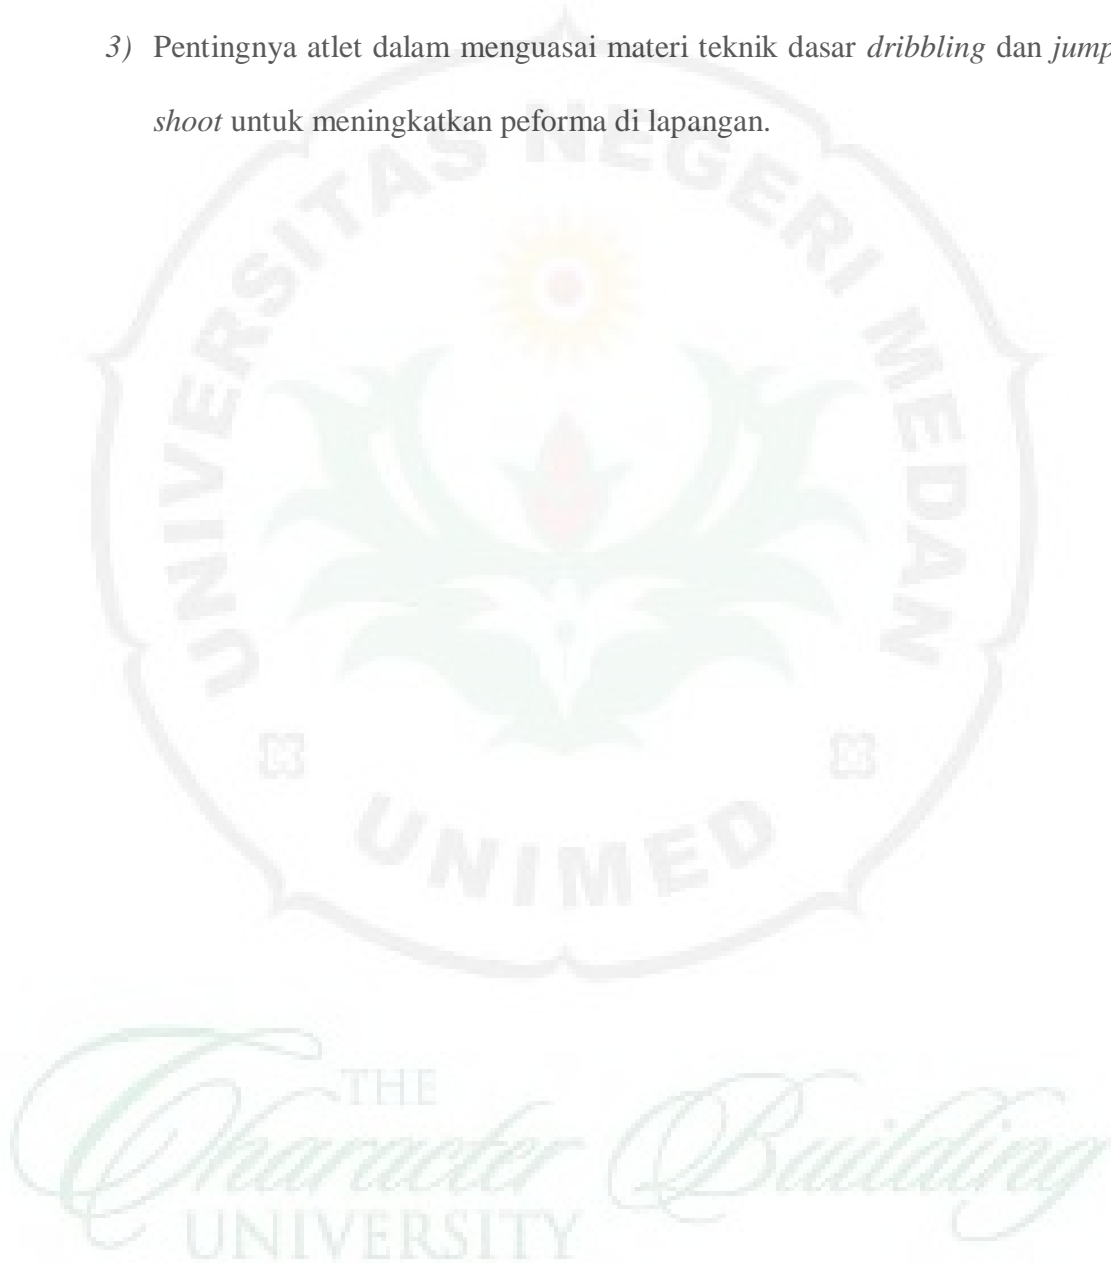 3) Pentingnya atlet dalam menguasai materi teknik dasar dribbling dan jump
shoot untuk meningkatkan peforma di lapangan.
UNIVERSITAS NEGERI MEDAN
UNIMED
THE
Character Building
UNIVERSITY